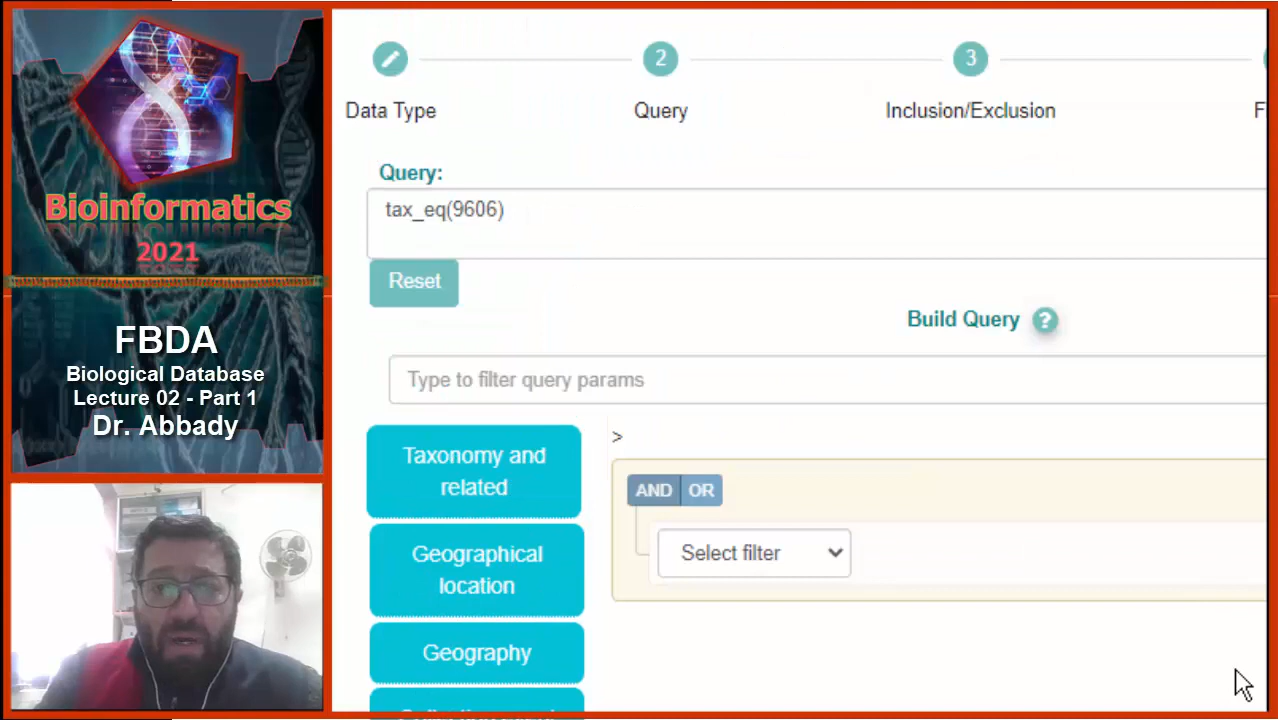 Bioinformatics
2021
FBDA
Biological Database
Lecture 02 - Part 1
Dr. Abbady
2
3
Data Type
Query
Inclusion/Exclusion
F
Query:
tax_eq(9606)
Reset
Build Query ?
Type to filter query params
Taxonomy and
related
Geographical
location
Geography
>
AND OR
Select filter